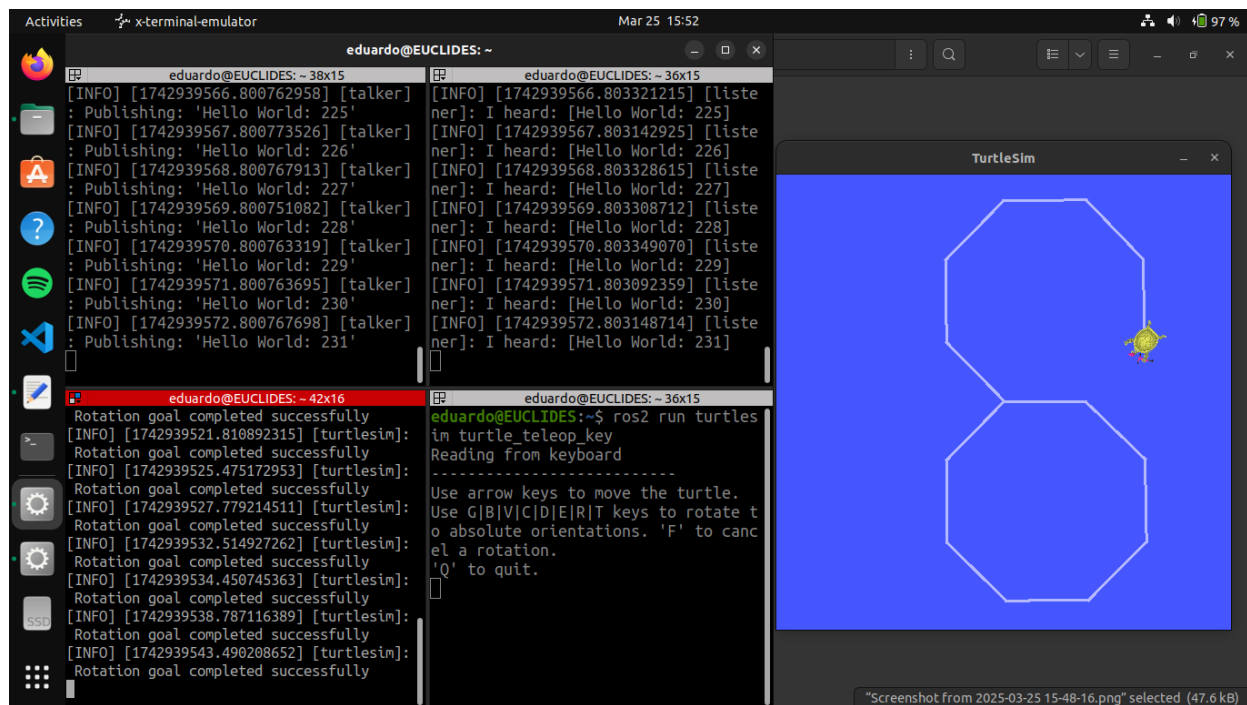 Activities
x-terminal-emulator
Mar 25 15:52
97 %
eduardo@EUCLIDES: ~
eduardo@EUCLIDES: ~ 38x15
[INFO] [1742939566.800762958] [talker]
: Publishing: 'Hello World: 225'
[INFO] [1742939567.800773526] [talker]
: Publishing: 'Hello World: 226'
[INFO] [1742939568.800767913] [talker]
: Publishing: 'Hello World: 227'
[INFO] [1742939569.800751082] [talker]
: Publishing: 'Hello World: 228'
[INFO] [1742939570.800763319] [talker]
: Publishing: 'Hello World: 229'
[INFO] [1742939571.800763695] [talker]
: Publishing: 'Hello World: 230'
[INFO] [1742939572.800767698] [talker]
: Publishing: 'Hello World: 231'
eduardo@EUCLIDES: ~ 36x15
[INFO] [1742939566.803321215] [liste
ner]: I heard: [Hello World: 225]
[INFO] [1742939567.803142925] [liste
ner]: I heard: [Hello World: 226]
[INFO] [1742939568.803328615] [liste
ner]: I heard: [Hello World: 227]
[INFO] [1742939569.803308712] [liste
ner]: I heard: [Hello World: 228]
[INFO] [1742939570.803349070] [liste
ner]: I heard: [Hello World: 229]
[INFO] [1742939571.803092359] [liste
ner]: I heard: [Hello World: 230]
[INFO] [1742939572.803148714] [liste
ner]: I heard: [Hello World: 231]
eduardo@EUCLIDES: ~ 42x16
Rotation goal completed successfully
[INFO] [1742939521.810892315] [turtlesim]:
Rotation goal completed successfully
[INFO] [1742939525.475172953] [turtlesim]:
Rotation goal completed successfully
[INFO] [1742939527.779214511] [turtlesim]:
Rotation goal completed successfully
[INFO] [1742939532.514927262] [turtlesim]:
Rotation goal completed successfully
[INFO] [1742939534.450745363] [turtlesim]:
Rotation goal completed successfully
[INFO] [1742939538.787116389] [turtlesim]:
Rotation goal completed successfully
[INFO] [1742939543.490208652] [turtlesim]:
Rotation goal completed successfully
eduardo@EUCLIDES: ~ 36x15
eduardo@EUCLIDES:~$ ros2 run turtles
im turtle_teleop_key
Reading from keyboard
---------------------------
Use arrow keys to move the turtle.
Use G|B|V|C|D|E|R|T keys to rotate t
o absolute orientations. 'F' to canc
el a rotation.
'Q' to quit.
TurtleSim
SSD
"Screenshot from 2025-03-25 15-48-16.png" selected (47.6 kB)